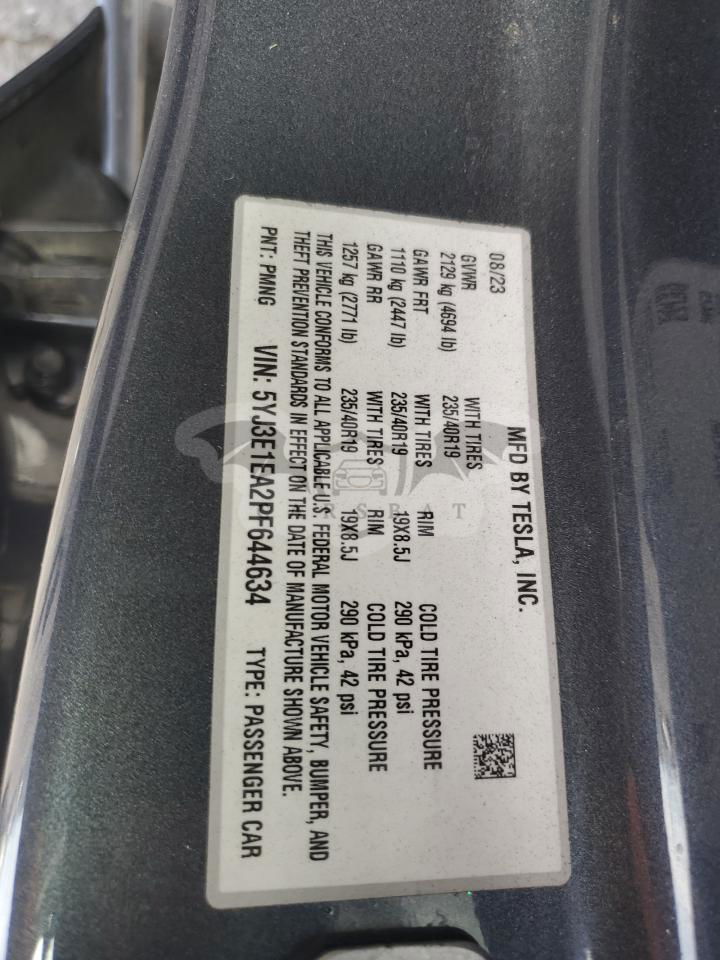 MFD BY TESLA, INC.
08/23
GVWR
2129 kg (4694 lb) WITH TIRES 235/40R19
GAWR FRT WITH TIRES RIM COLD TIRE PRESSURE
1110 kg (2447 lb) 235/40R19 19X8.5J 290 kPa, 42 psi
GAWR RR WITH TIRES RIM COLD TIRE PRESSURE
1257 kg (2771 lb) 235/40R19 19X8.5J 290 kPa, 42 psi
THIS VEHICLE CONFORMS TO ALL APPLICABLE U.S. FEDERAL MOTOR VEHICLE SAFETY, BUMPER, AND
THEFT PREVENTION STANDARDS IN EFFECT ON THE DATE OF MANUFACTURE SHOWN ABOVE.
PNT: PMNG VIN: 5YJ3E1EA2PF644634 TYPE: PASSENGER CAR